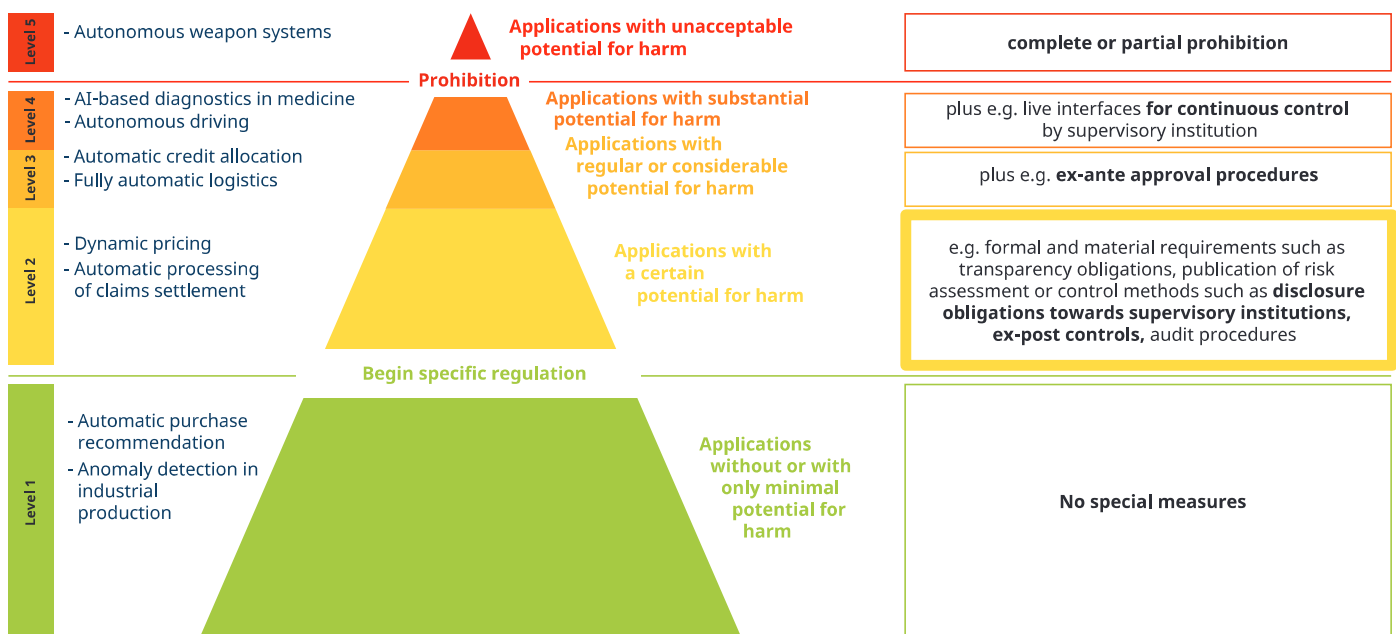 Level 5
- Autonomous weapon systems
Applications with unacceptable
potential for harm
complete or partial prohibition
Prohibition
Level 4
- AI-based diagnostics in medicine
- Autonomous driving
Applications with substantial
potential for harm
plus e.g. live interfaces for continuous control
by supervisory institution
Level 3
- Automatic credit allocation
- Fully automatic logistics
Applications with
regular or considerable
potential for harm
plus e.g. ex-ante approval procedures
Level 2
- Dynamic pricing
- Automatic processing
of claims settlement
Applications with
a certain
potential for harm
e.g. formal and material requirements such as
transparency obligations, publication of risk
assessment or control methods such as disclosure
obligations towards supervisory institutions,
ex-post controls, audit procedures
Begin specific regulation
Level 1
- Automatic purchase
recommendation
- Anomaly detection in
industrial
production
Applications
without or with
only minimal
potential for
harm
No special measures